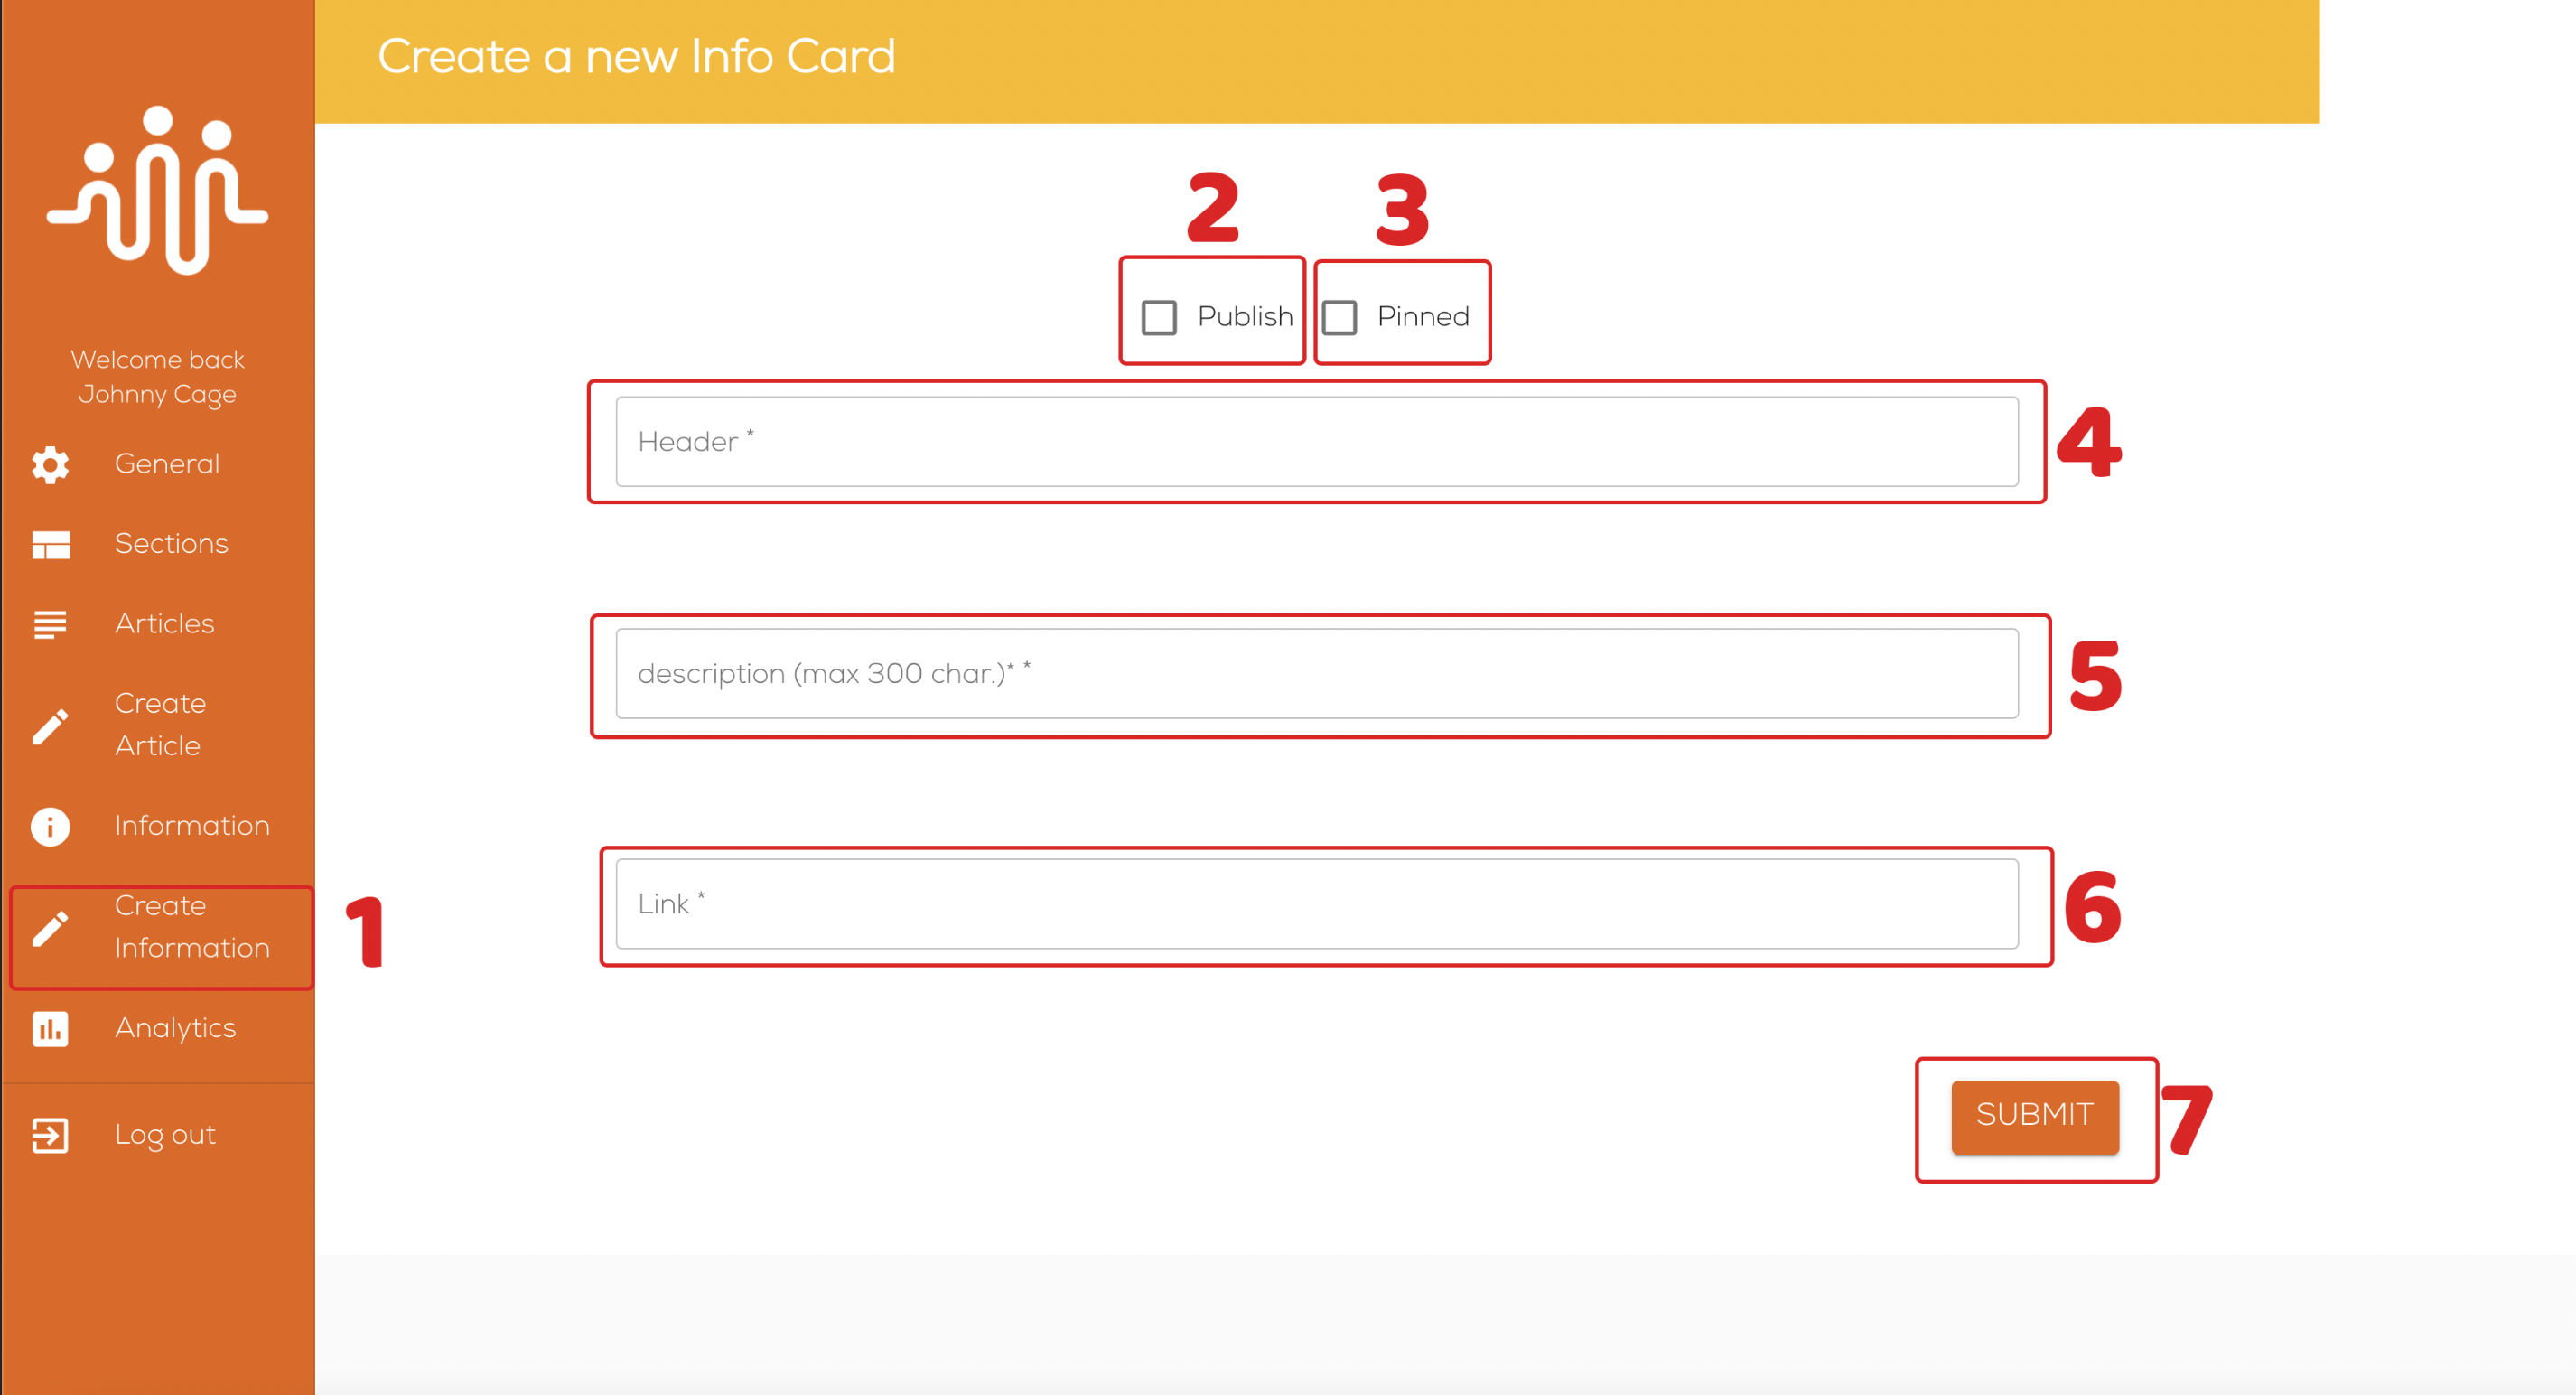 Create a new Info Card
Welcome back
Johnny Cage
General
Sections
Articles
Create
Article
Information
Create
Information
1
Analytics
Log out
2
3
Publish
Pinned
Header *
4
description (max 300 char.)* *
5
Link *
6
SUBMIT
7